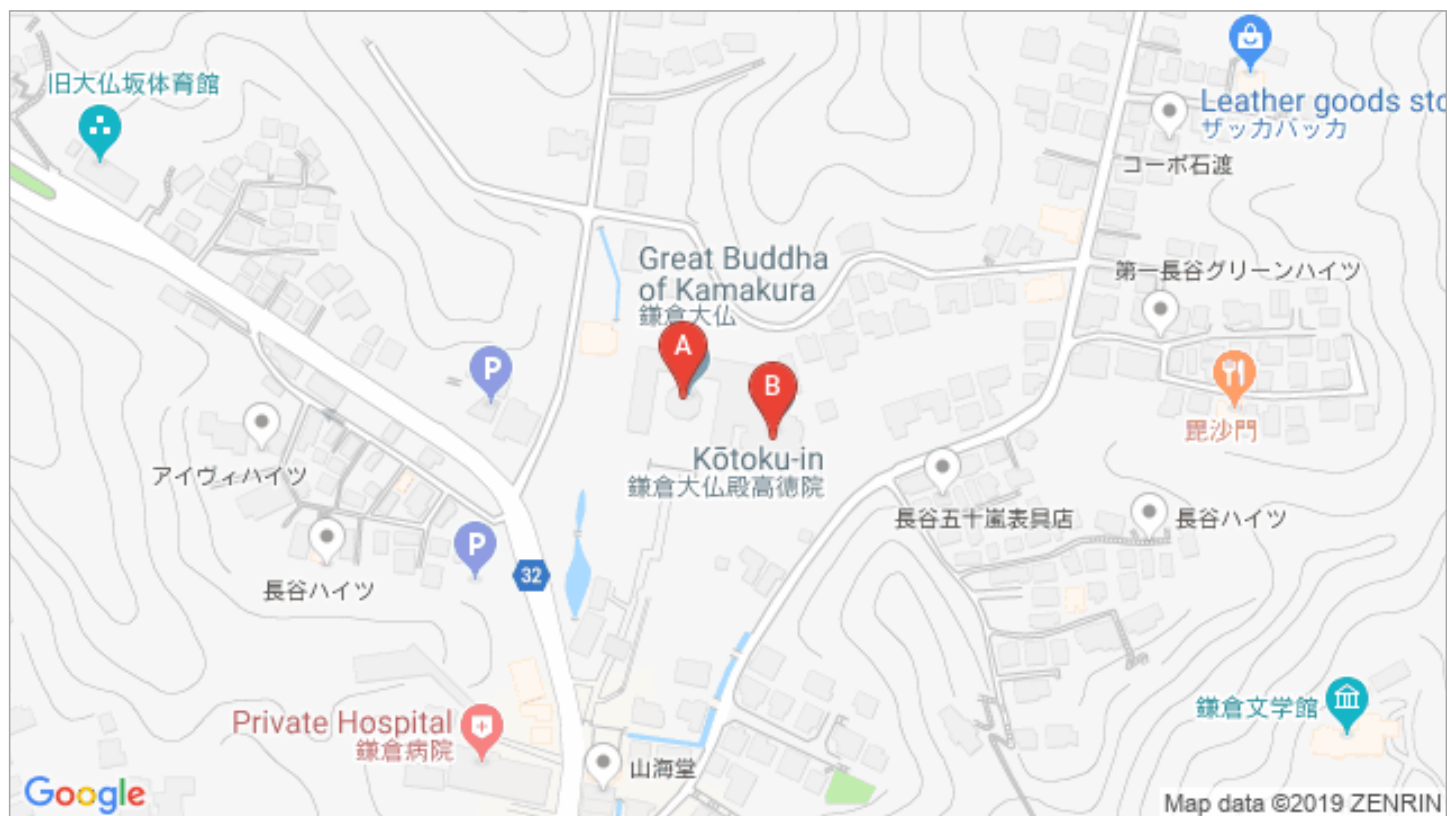 旧大仏坂体育館
Leather goods sto
ザッカバッカ
コーポ石渡
Great Buddha
of Kamakura
鎌倉大仏
第一長谷グリーンハイツ
A
P
B
毘沙門
Kōtoku-in
鎌倉大仏殿高徳院
アイヴィハイツ
長谷五十嵐表具店
長谷ハイツ
P
32
長谷ハイツ
Private Hospital
鎌倉病院
鎌倉文学館
山海堂
Google
Map data ©2019 ZENRIN